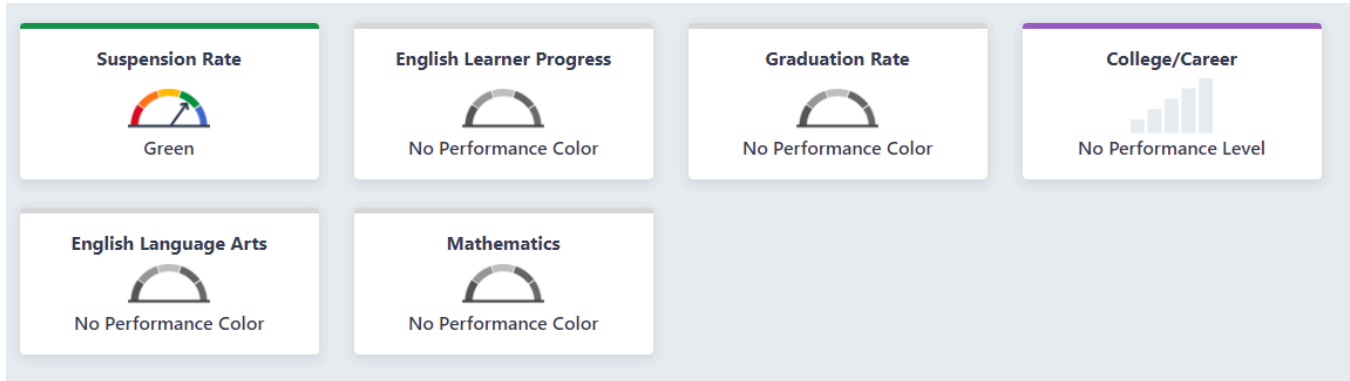 Suspension Rate
Green
English Learner Progress
No Performance Color
Graduation Rate
No Performance Color
College/Career
No Performance Level
English Language Arts
No Performance Color
Mathematics
No Performance Color